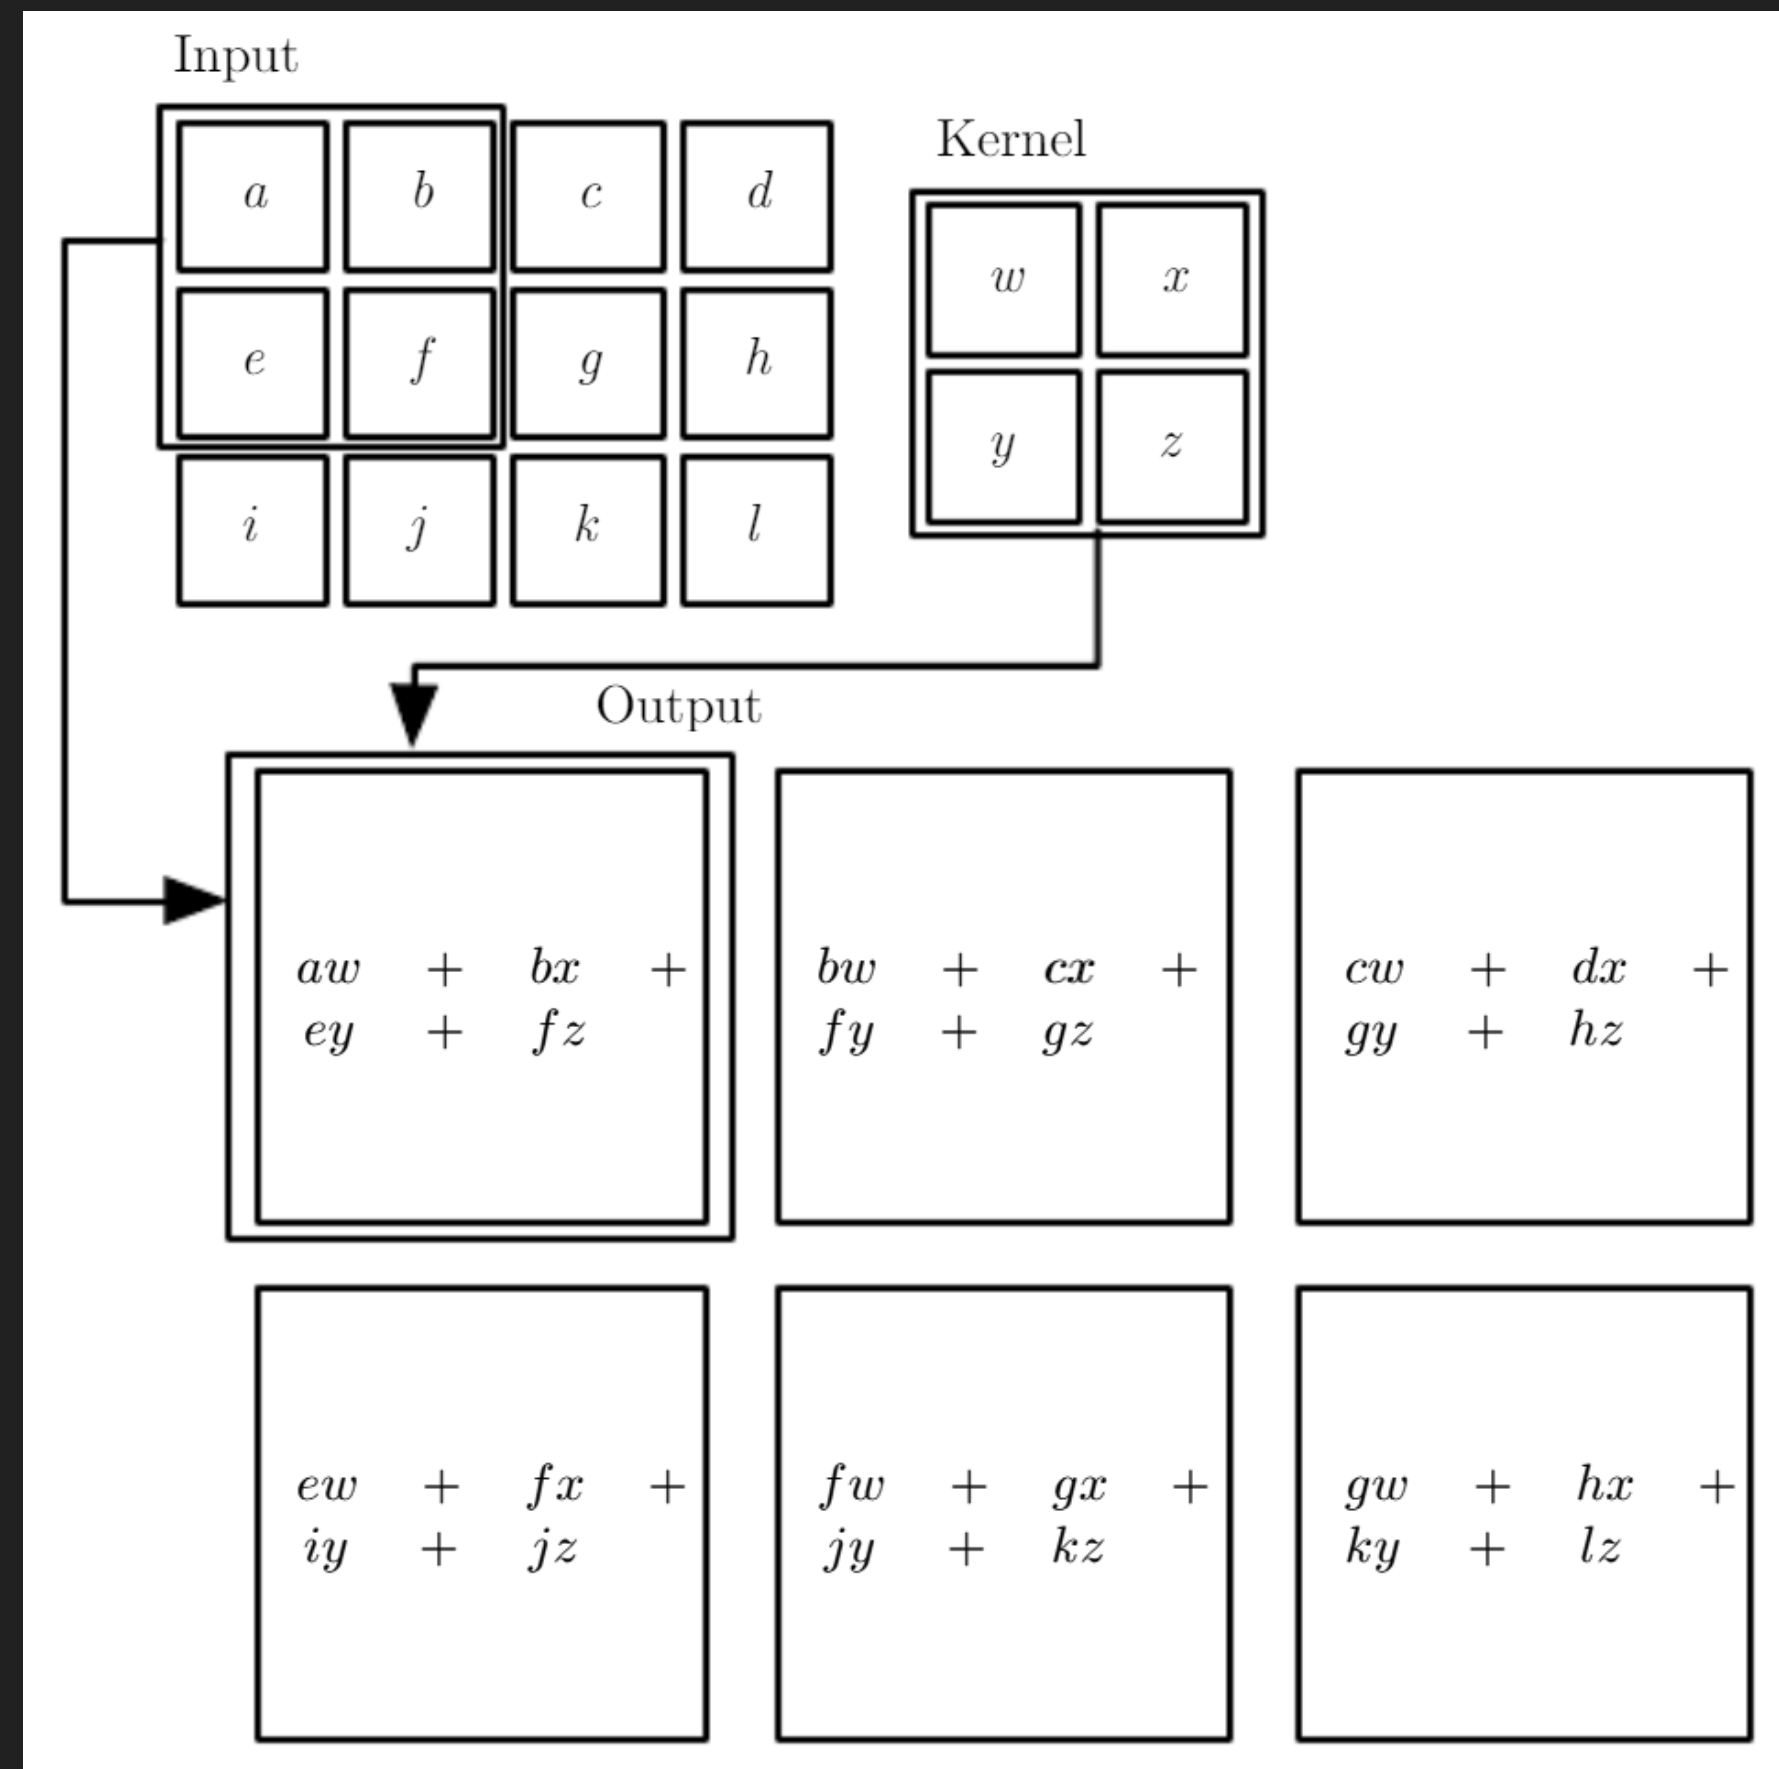 Input
Kernel
a b c d
e f g h
i j k l
w x
y z
Output
aw + bx +
ey + fz
bw + cx +
fy + gz
cw + dx +
gy + hz
ew + fx +
iy + jz
fw + gx +
jy + kz
gw + hx +
ky + lz